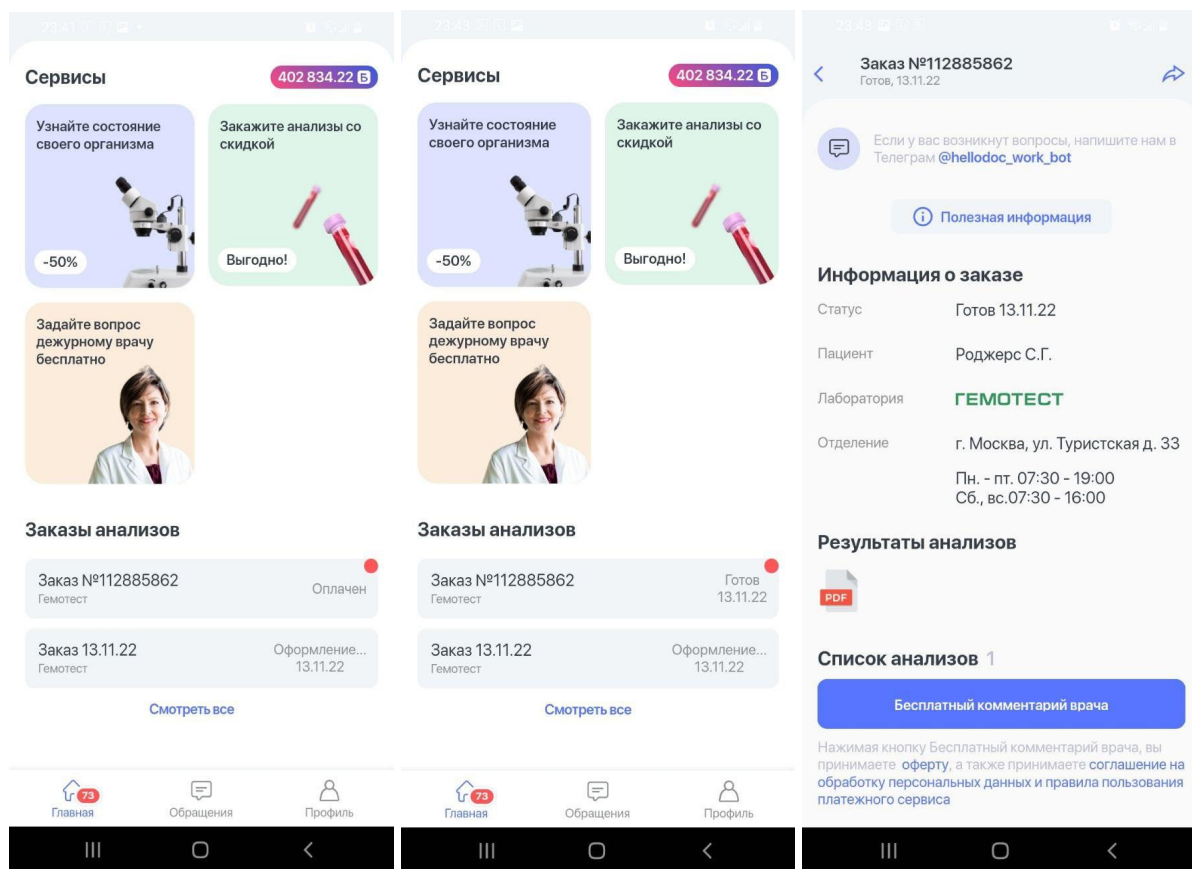 23:41
Сервисы
402 834.22 Б
Узнайте состояние
своего организма
-50%
Закажите анализы со
скидкой
Выгодно!
Задайте вопрос
дежурному врачу
бесплатно
Заказы анализов
Заказ №112885862
Гемотест
Оплачен
Заказ 13.11.22
Гемотест
Оформление...
13.11.22
Смотреть все
73
Главная
Обращения
Профиль
23:43
Сервисы
402 834.22 Б
Узнайте состояние
своего организма
-50%
Закажите анализы со
скидкой
Выгодно!
Задайте вопрос
дежурному врачу
бесплатно
Заказы анализов
Заказ №112885862
Гемотест
Готов
13.11.22
Заказ 13.11.22
Гемотест
Оформление...
13.11.22
Смотреть все
73
Главная
Обращения
Профиль
23:43
Заказ №112885862
Готов, 13.11.22
Если у вас возникнут вопросы, напишите нам в
Телеграм @hellodoc_work_bot
Полезная информация
Информация о заказе
Статус
Готов 13.11.22
Пациент
Роджерс С.Г.
Лаборатория
ГЕМОТЕСТ
Отделение
г. Москва, ул. Туристская д. 33
Пн. - пт. 07:30 - 19:00
Сб., вс.07:30 - 16:00
Результаты анализов
PDF
Список анализов 1
Бесплатный комментарий врача
Нажимая кнопку Бесплатный комментарий врача, вы
принимаете оферту, а также принимаете соглашение на
обработку персональных данных и правила пользования
платежного сервиса